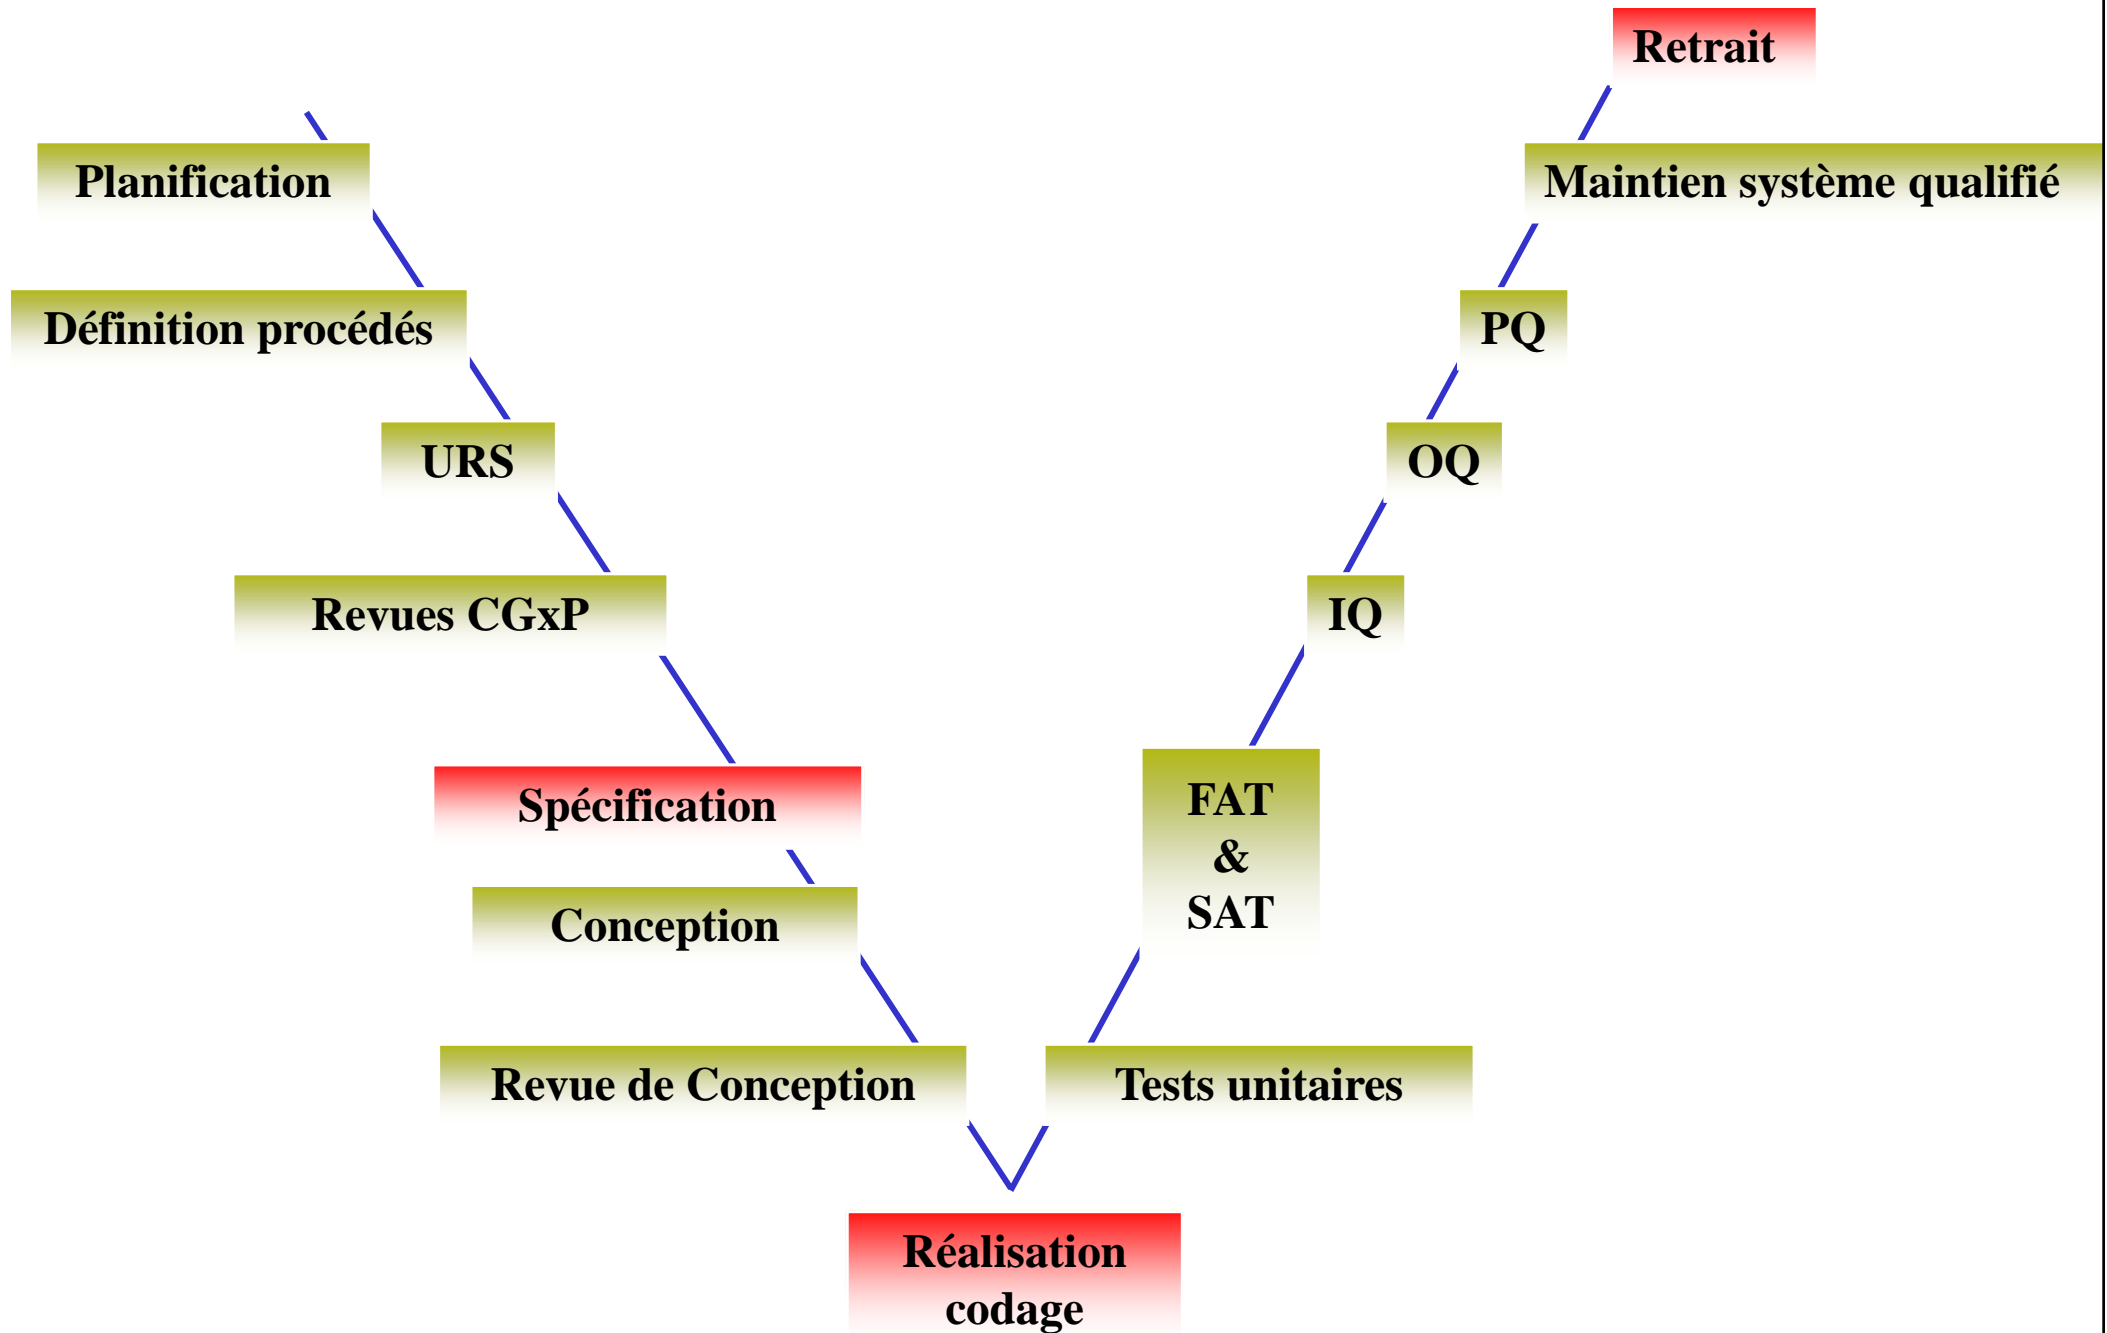 Retrait
Planification
Maintien système qualifié
Définition procédés
PQ
URS
OQ
Revues CGxP
IQ
Spécification
FAT
&
SAT
Conception
Revue de Conception
Tests unitaires
Réalisation
codage